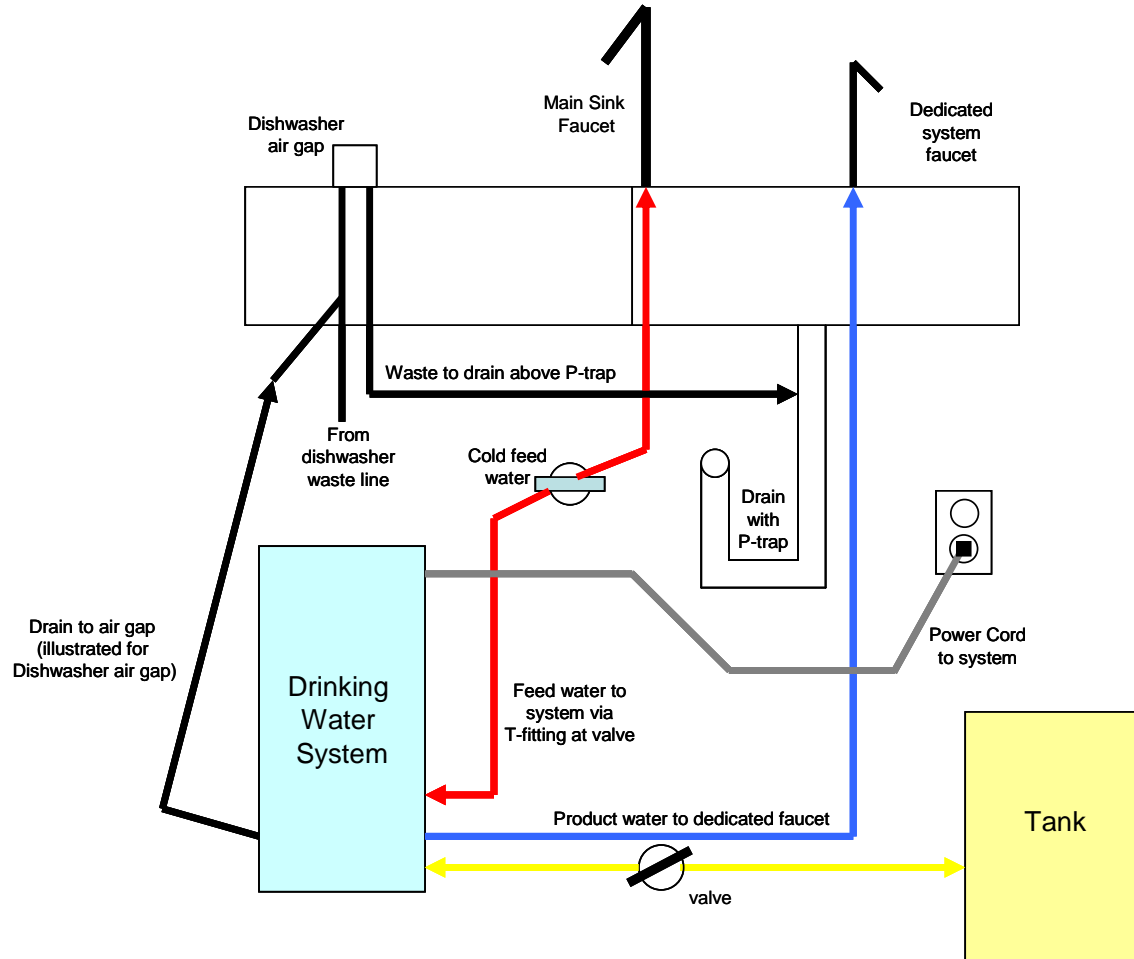 Main Sink
Faucet
Dedicated
system
faucet
Dishwasher
air gap
Waste to drain above P-trap
From
dishwasher
waste line
Cold feed
water
Drain
with
P-trap
Drain to air gap
(illustrated for
Dishwasher air gap)
Power Cord
to system
Drinking
Water
System
Feed water to
system via
T-fitting at valve
Product water to dedicated faucet
Tank
valve